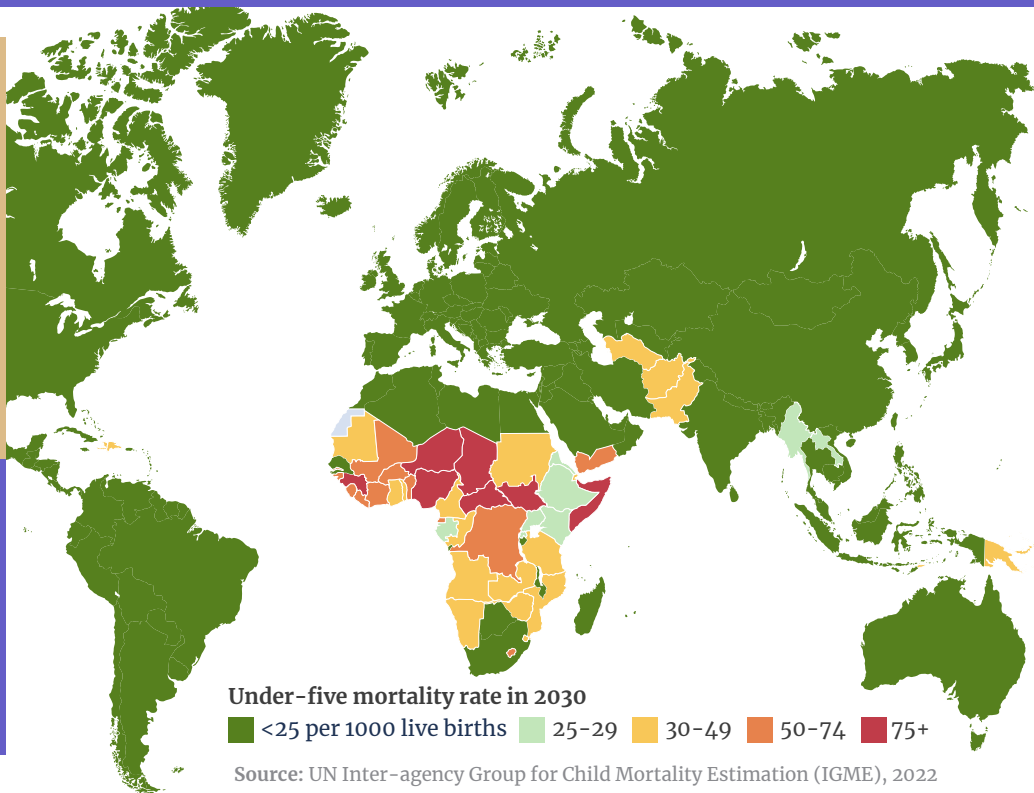 Under-five mortality rate in 2030
<25 per 1000 live births 25-29 30-49 50-74 75+
Source: UN Inter-agency Group for Child Mortality Estimation (IGME), 2022